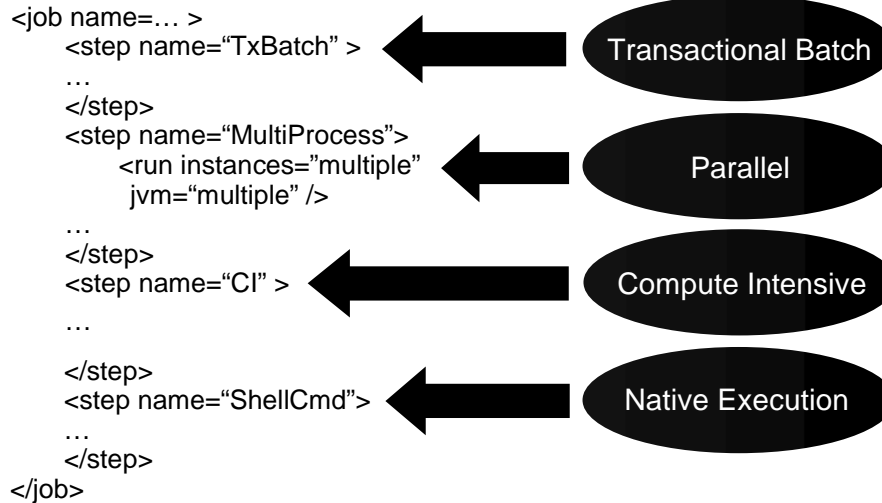 <job name=… >
<step name=“TxBatch” >
Transactional Batch
…
</step>
<step name=“MultiProcess”>
<run instances=”multiple”
Parallel
jvm=“multiple” />
…
</step>
<step name=“CI” >
Compute Intensive
…
</step>
<step name=“ShellCmd”>
Native Execution
…
</step>
</job>